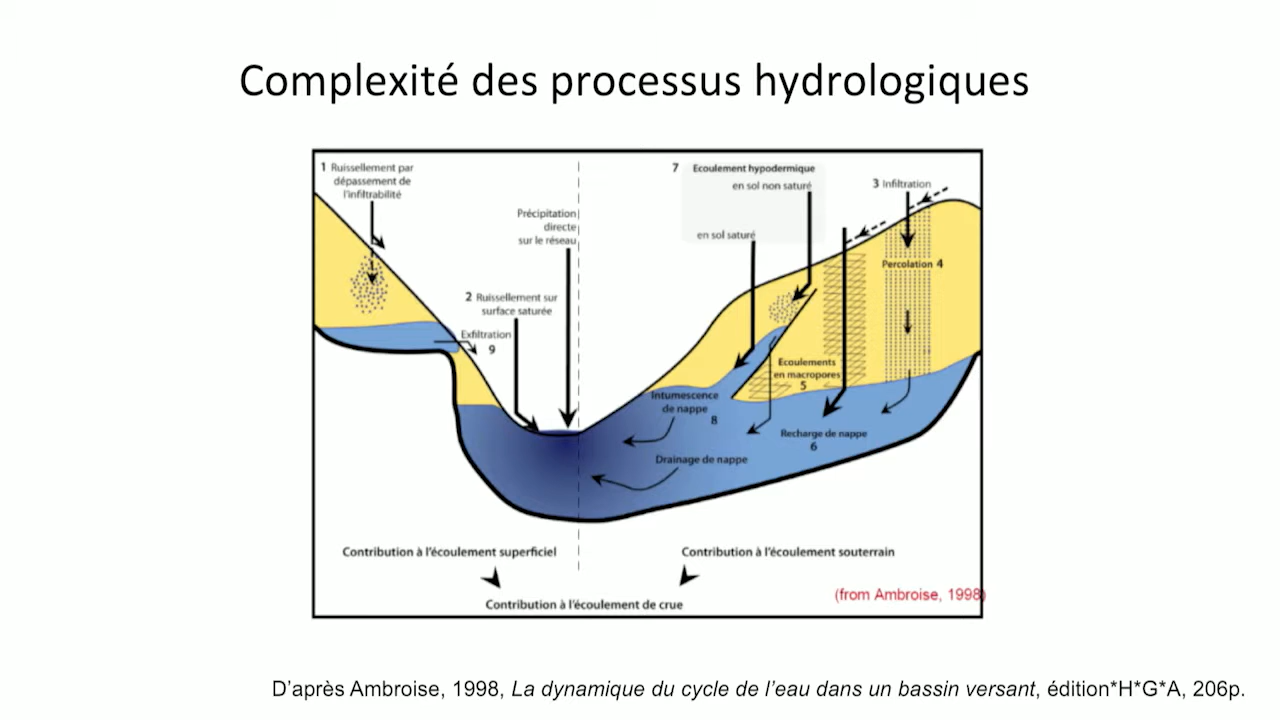 Complexité des processus hydrologiques
1 Ruissellement par
dépassement de
l'infiltrabilité
Précipitation
directe
sur le réseau
2 Ruissellement sur
surface saturée
Exfiltration
9
7 Ecoulement hypodermique
en sol non saturé
en sol saturé
3 Infiltration
Percolation 4
Ecoulements
en macropores
5
Intumescence
de nappe
8
Recharge de nappe
6
Drainage de nappe
Contribution à l'écoulement superficiel
Contribution à l'écoulement souterrain
Contribution à l'écoulement de crue
(from Ambroise, 1998)
D'après Ambroise, 1998, La dynamique du cycle de l'eau dans un bassin versant, édition*H*G*A, 206p.